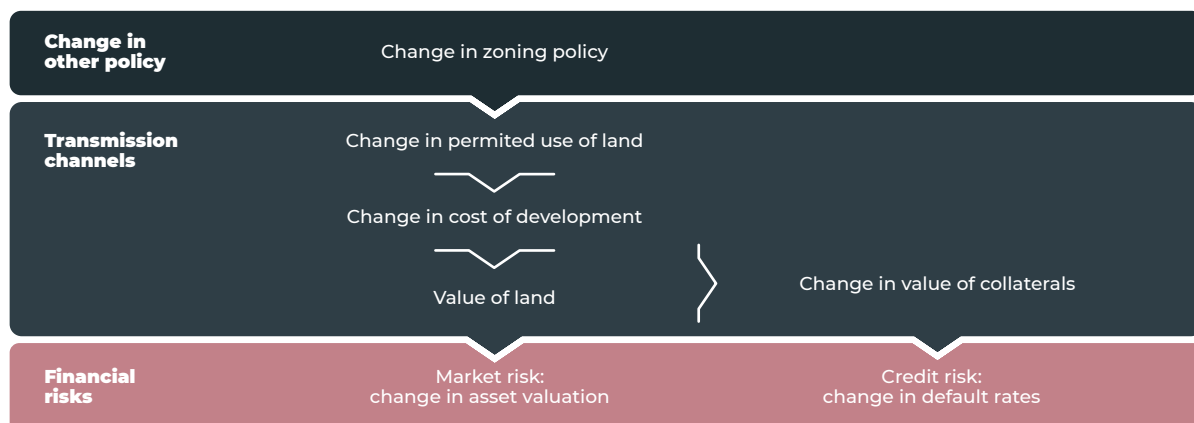 Change in
other policy
Change in zoning policy
Transmission
channels
Change in permited use of land
Change in cost of development
Value of land
Change in value of collaterals
Financial
risks
Market risk:
change in asset valuation
Credit risk:
change in default rates